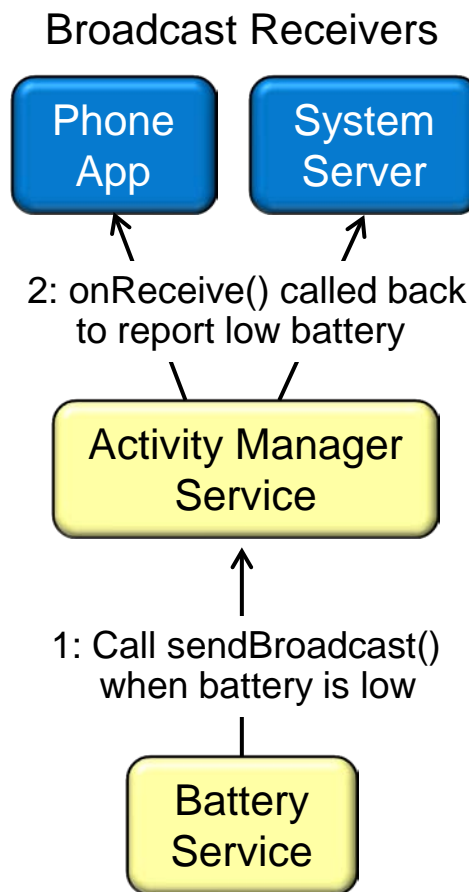 Broadcast Receivers
Phone
App
System
Server
2: onReceive() called back
to report low battery
Activity Manager
Service
1: Call sendBroadcast()
when battery is low
Battery
Service